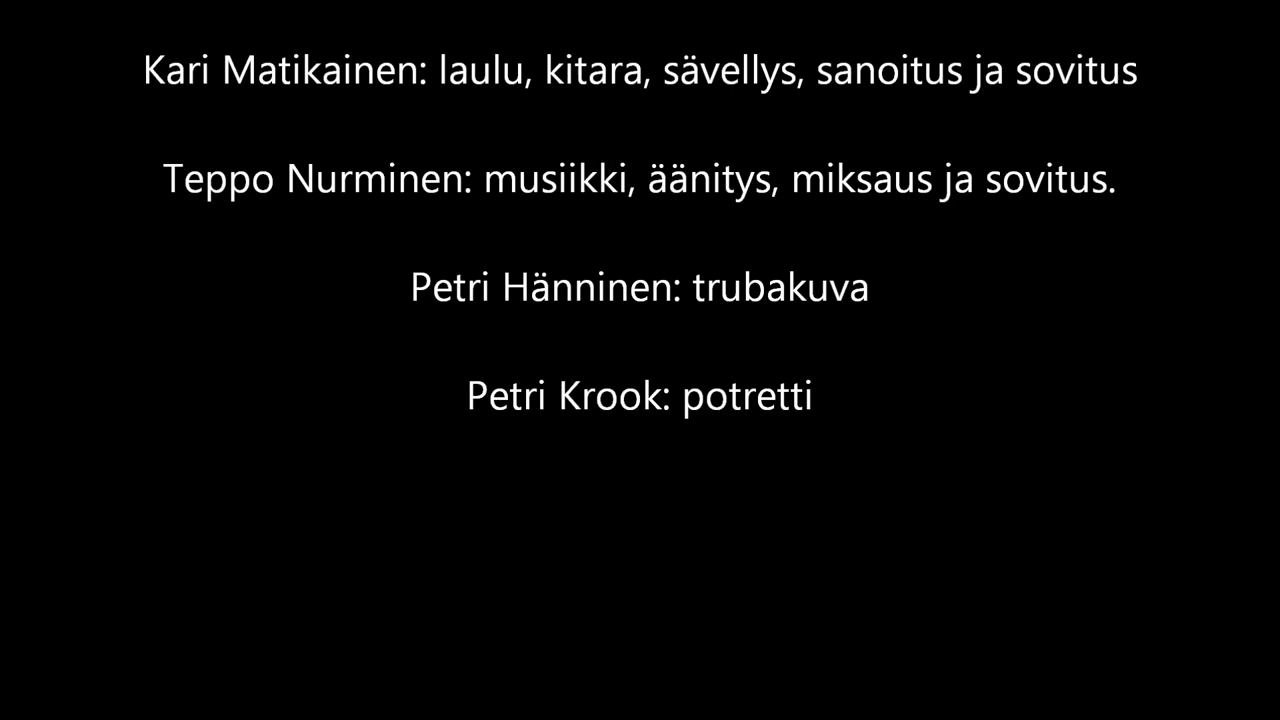 Kari Matikainen: laulu, kitara, sävellys, sanoitus ja sovitus
Teppo Nurminen: musiikki, äänitys, miksaus ja sovitus.
Petri Hänninen: trubakuva
Petri Krook: potretti